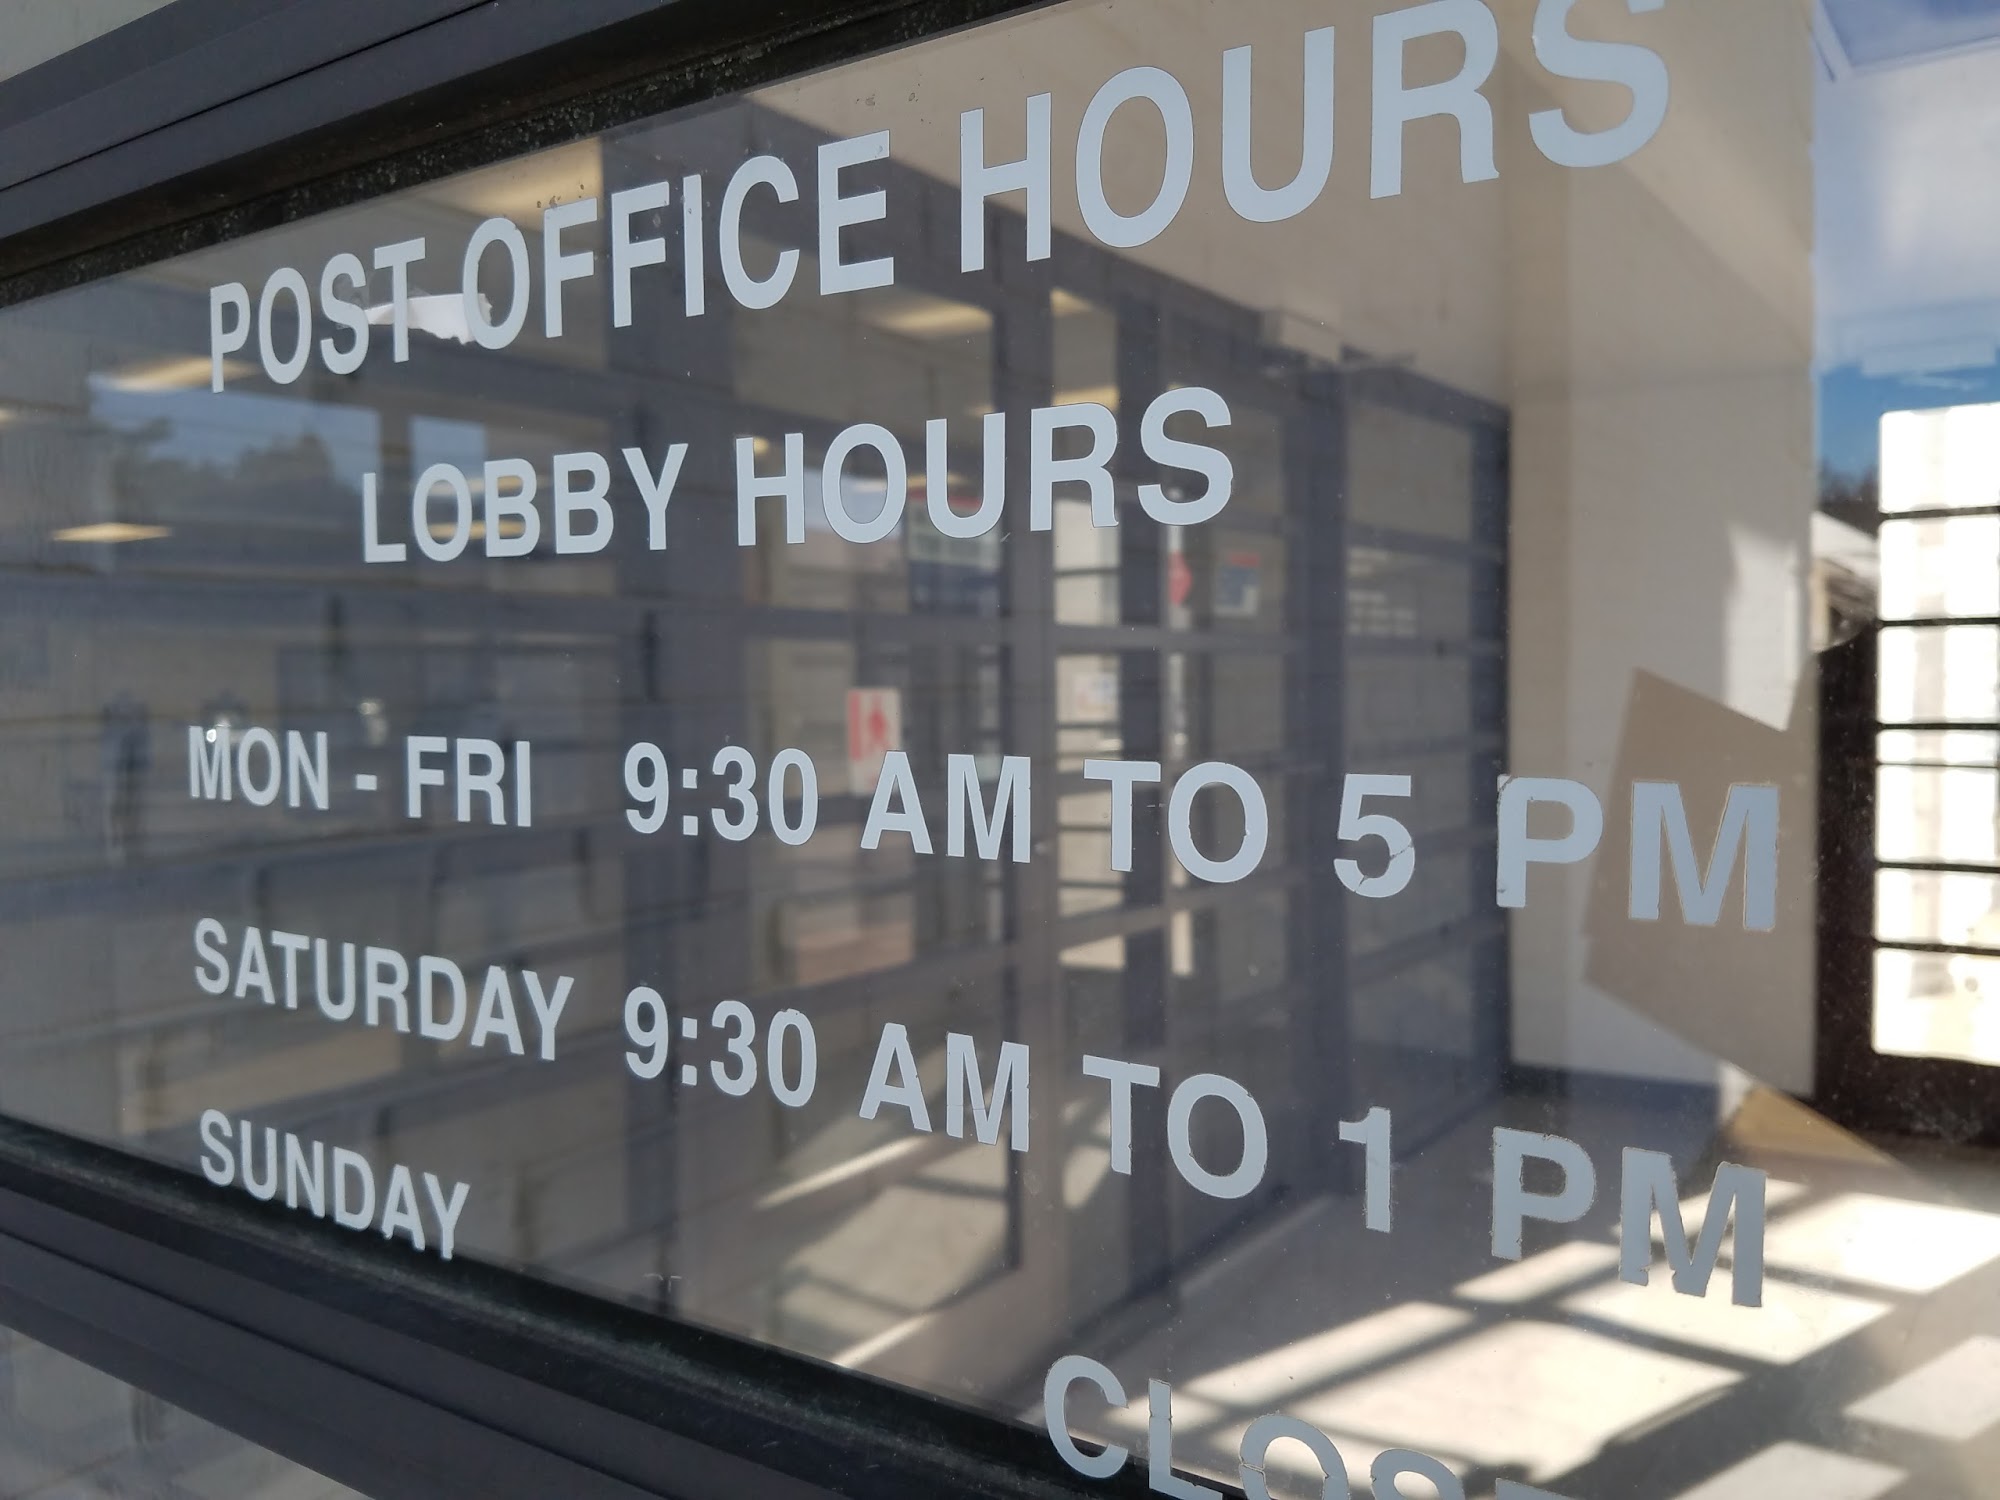 POST OFFICE HOURS
LOBBY HOURS
MON - FRI 9:30 AM TO 5 PM
SATURDAY 9:30 AM TO 1 PM
SUNDAY
CLOSE